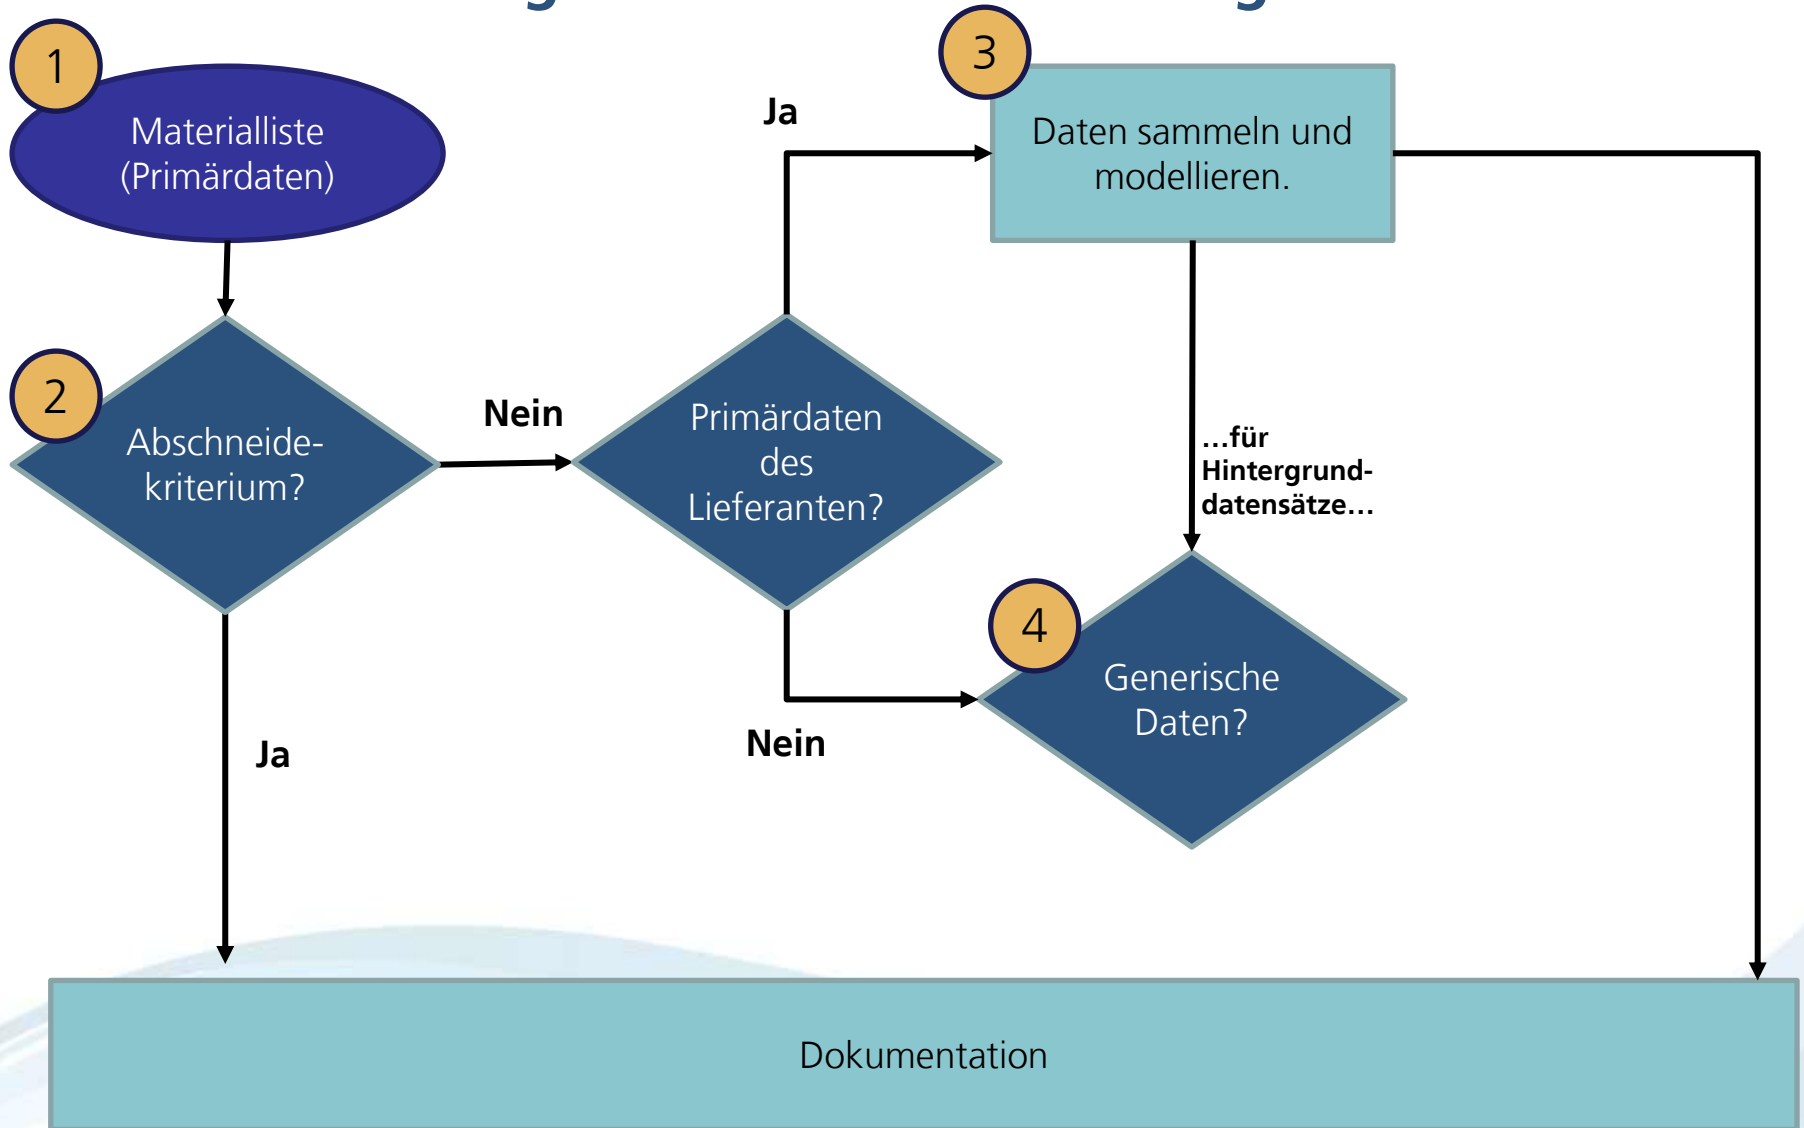 1
Materialliste
(Primärdaten)
2
Abschneide-
kriterium?
Nein
Ja
Primärdaten
des
Lieferanten?
Ja
Nein
3
Daten sammeln und
modellieren.
...für
Hintergrund-
datensätze...
4
Generische
Daten?
Dokumentation